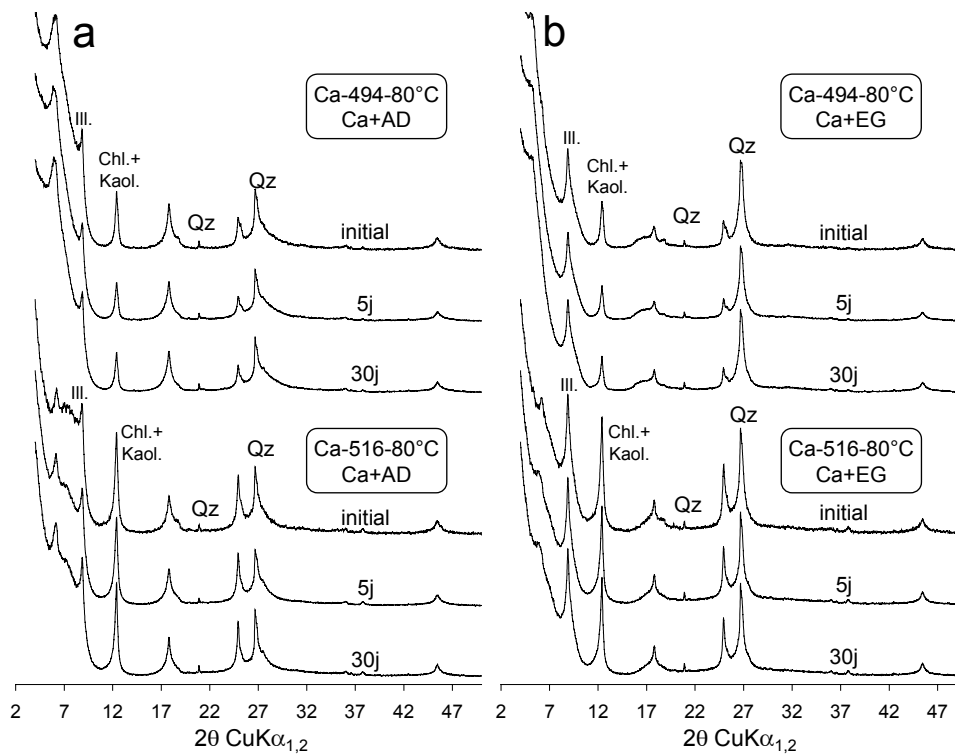 a
Ca-494-80°C
Ca+AD
Ill.
Chl.+
Kaol.
Qz
Qz
initial
5j
30j
Ill.
Chl.+
Kaol.
Qz
Qz
Ca-516-80°C
Ca+AD
initial
5j
30j
2 7 12 17 22 27 32 37 42 47
2θ CuKα1,2
b
Ca-494-80°C
Ca+EG
Ill.
Chl.+
Kaol.
Qz
Qz
initial
5j
30j
Ill.
Chl.+
Kaol.
Qz
Qz
Ca-516-80°C
Ca+EG
initial
5j
30j
2 7 12 17 22 27 32 37 42 47
2θ CuKα1,2